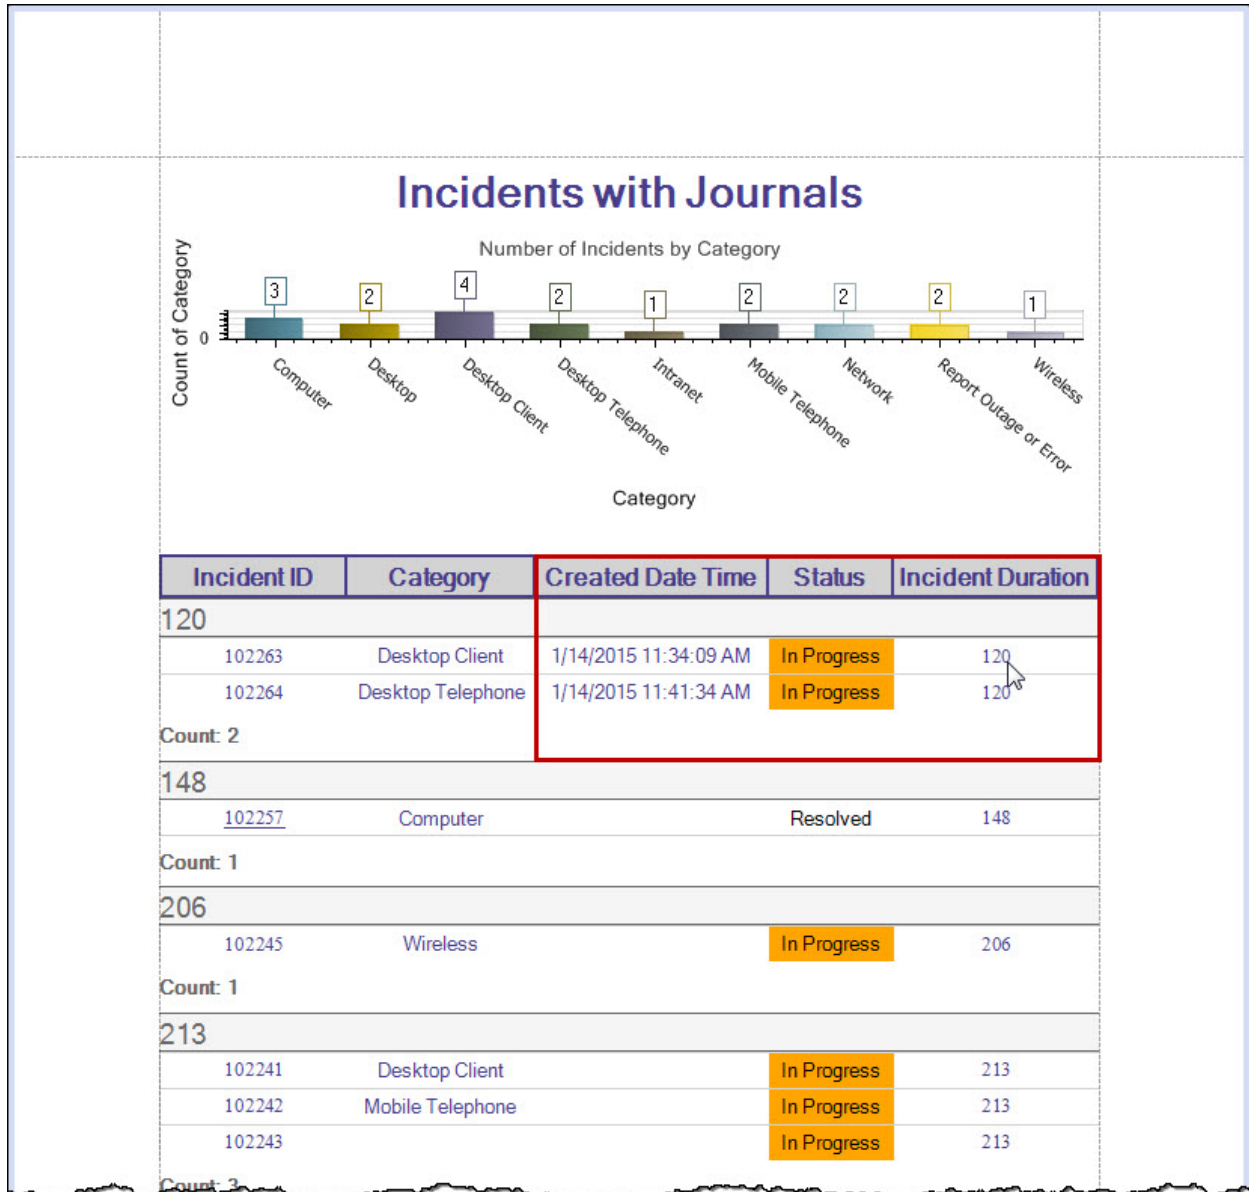 Incidents with Journals
Number of Incidents by Category
Count of Category
3 2 4 2 1 2 2 2 1
0
Computer
Desktop
Desktop Client
Desktop Telephone
Intranet
Mobile Telephone
Network
Report Outage or Error
Wireless
Category
Incident ID Category Created Date Time Status Incident Duration
120
102263 Desktop Client 1/14/2015 11:34:09 AM In Progress 120
102264 Desktop Telephone 1/14/2015 11:41:34 AM In Progress 120
Count: 2
148
102257 Computer Resolved 148
Count: 1
206
102245 Wireless In Progress 206
Count: 1
213
102241 Desktop Client In Progress 213
102242 Mobile Telephone In Progress 213
102243 In Progress 213
Count: 3